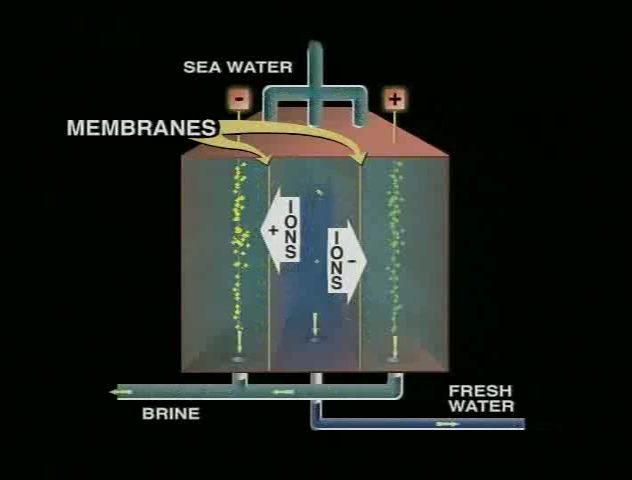 SEA WATER
- +
MEMBRANES
+ IONS
IONS -
BRINE
FRESH
WATER